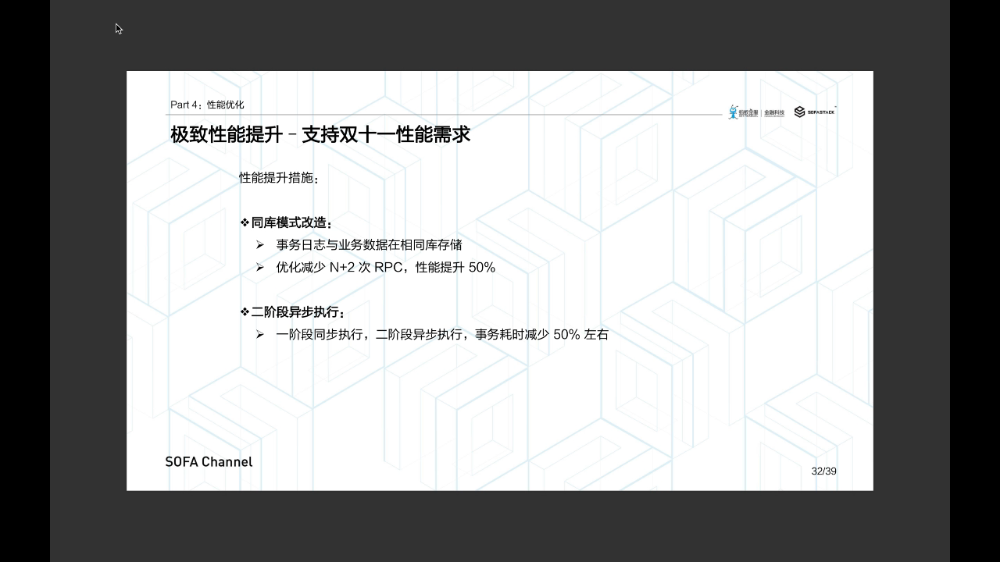 Part 4：性能优化
蚂蚁金服 | 金融科技 SOFASTACK
极致性能提升 – 支持双十一性能需求
性能提升措施：
❖同库模式改造：
➢ 事务日志与业务数据在相同库存储
➢ 优化减少 N+2 次 RPC，性能提升 50%
❖二阶段异步执行：
➢ 一阶段同步执行，二阶段异步执行，事务耗时减少 50% 左右
SOFA Channel
32/39